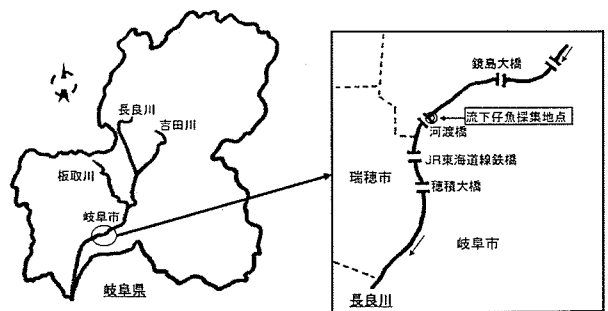 長良川
吉田川
板取川
岐阜市
岐阜県
鏡島大橋
流下仔魚採集地点
河渡橋
JR東海道線鉄橋
瑞穂市
穂積大橋
岐阜市
長良川